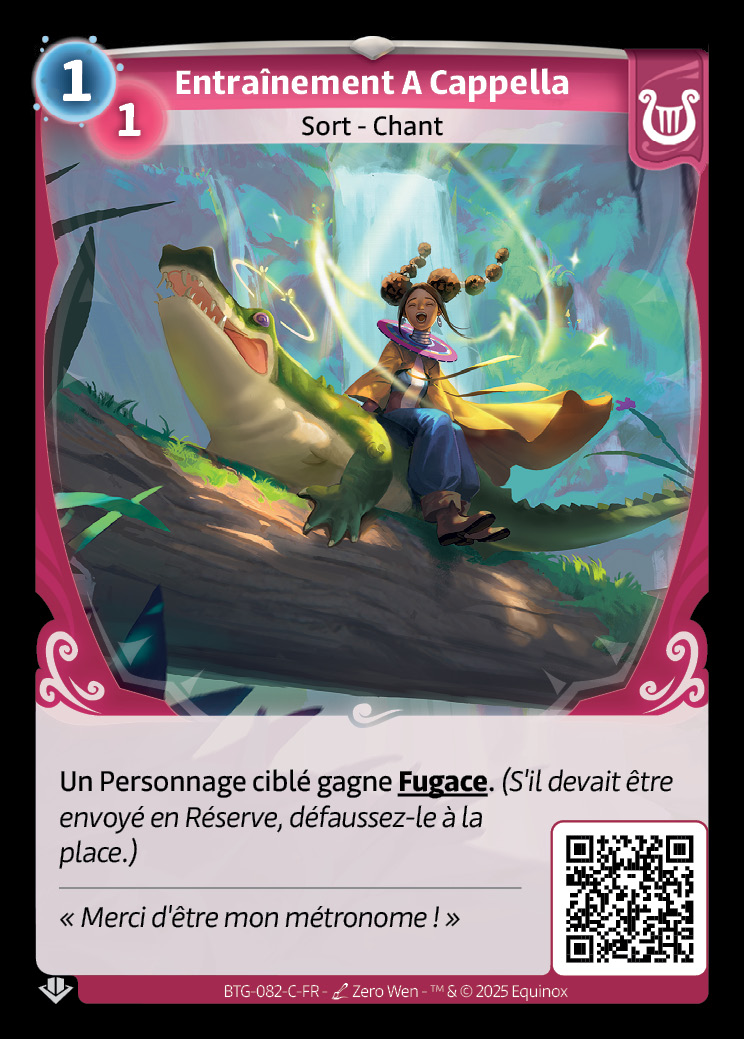 1
Entraînement A Cappella
1
Sort - Chant
Un Personnage ciblé gagne Fugace. (S'il devait être
envoyé en Réserve, défaussez-le à la
place.)
« Merci d'être mon métronome ! »
BTG-082-C-FR - Zero Wen - ™ & © 2025 Equinox